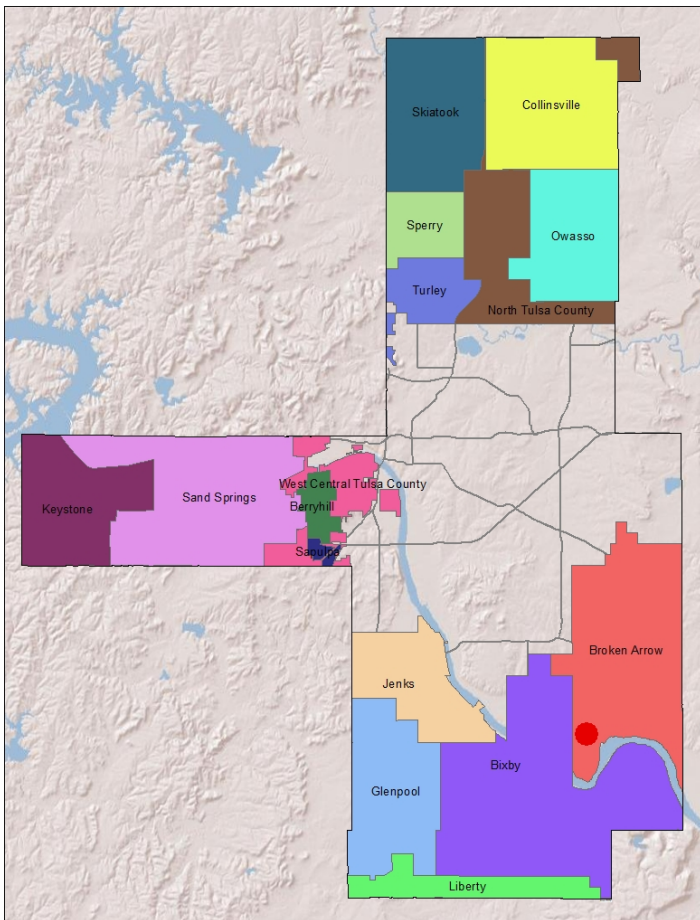 Skiatook
Collinsville
Sperry
Owasso
Turley
North Tulsa County
West Central Tulsa County
Sand Springs
Berryhill
Keystone
Sapulpa
Broken Arrow
Jenks
Bixby
Glenpool
Liberty